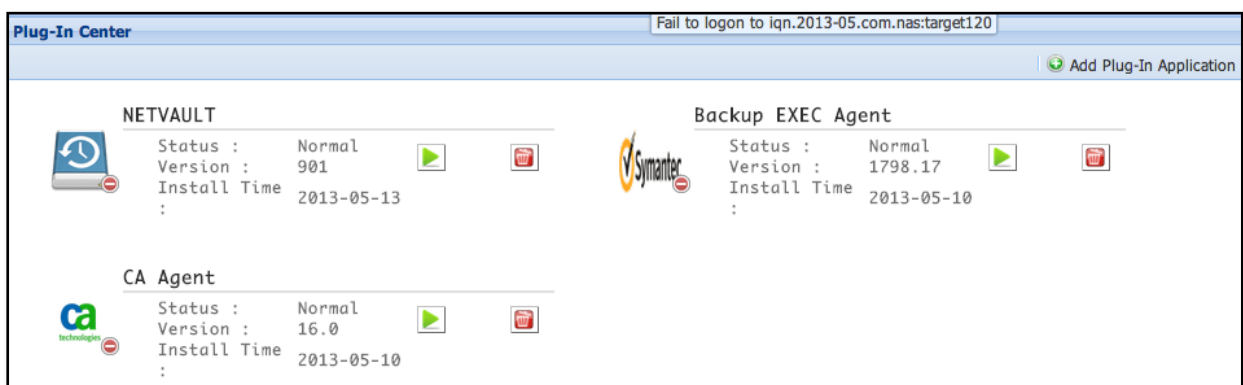 Plug-In Center
Fail to logon to iqn.2013-05.com.nas:target120
Add Plug-In Application
NETVAULT
Status : Normal
Version : 901
Install Time : 2013-05-13
Backup EXEC Agent
Symantec
Status : Normal
Version : 1798.17
Install Time : 2013-05-10
CA Agent
ca
technologies
Status : Normal
Version : 16.0
Install Time : 2013-05-10